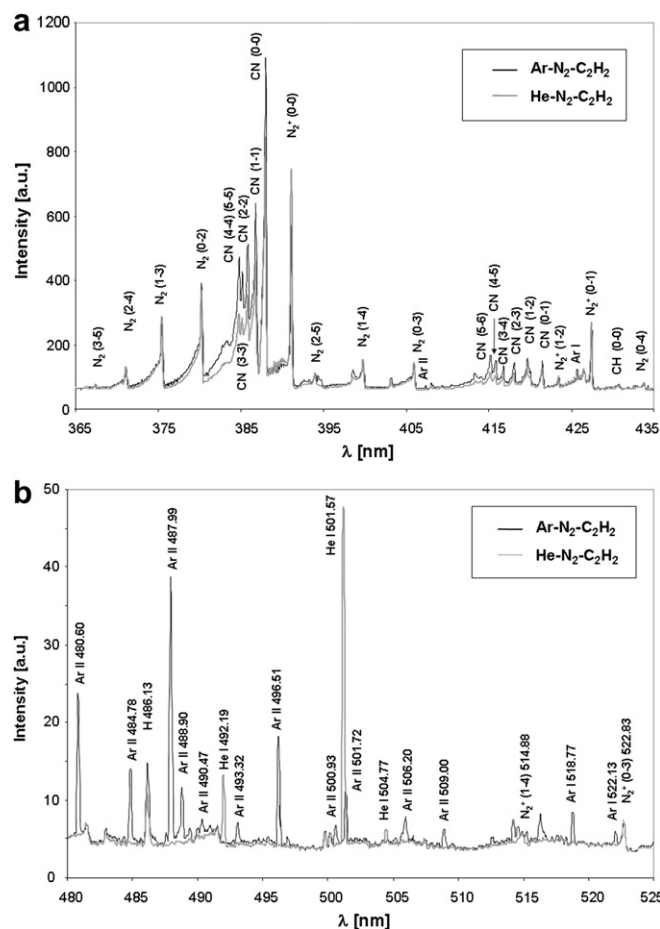 a
1200
1000
800
600
400
200
0
Intensity [a.u.]
Ar-N₂-C₂H₂
He-N₂-C₂H₂
N₂ (3-5)
N₂ (2-4)
N₂ (1-3)
N₂ (0-2)
CN (4-4) (5-5)
CN (3-3)
CN (2-2)
CN (1-1)
CN (0-0)
N₂⁺ (0-0)
N₂ (2-5)
N₂ (1-4)
N₂ (0-3)
Ar II
CN (5-6)
CN (4-5)
CN (3-4)
CN (2-3)
CN (1-2)
CN (0-1)
N₂⁺ (1-2)
Ar I
N₂⁺ (0-1)
CH (0-0)
N₂ (0-4)
365 375 385 395 405 415 425 435
λ [nm]
b
50
40
30
20
10
0
Intensity [a.u.]
Ar-N₂-C₂H₂
He-N₂-C₂H₂
Ar II 480.60
Ar II 484.78
H 486.13
Ar II 487.99
Ar II 488.90
Ar II 490.47
He I 492.19
Ar II 493.32
Ar II 496.51
Ar II 500.93
He I 501.57
Ar II 501.72
He I 504.77
Ar II 506.20
Ar II 509.00
N₂⁺ (1-4) 514.88
Ar I 518.77
Ar I 522.13
N₂⁺ (0-3) 522.83
480 485 490 495 500 505 510 515 520 525
λ [nm]